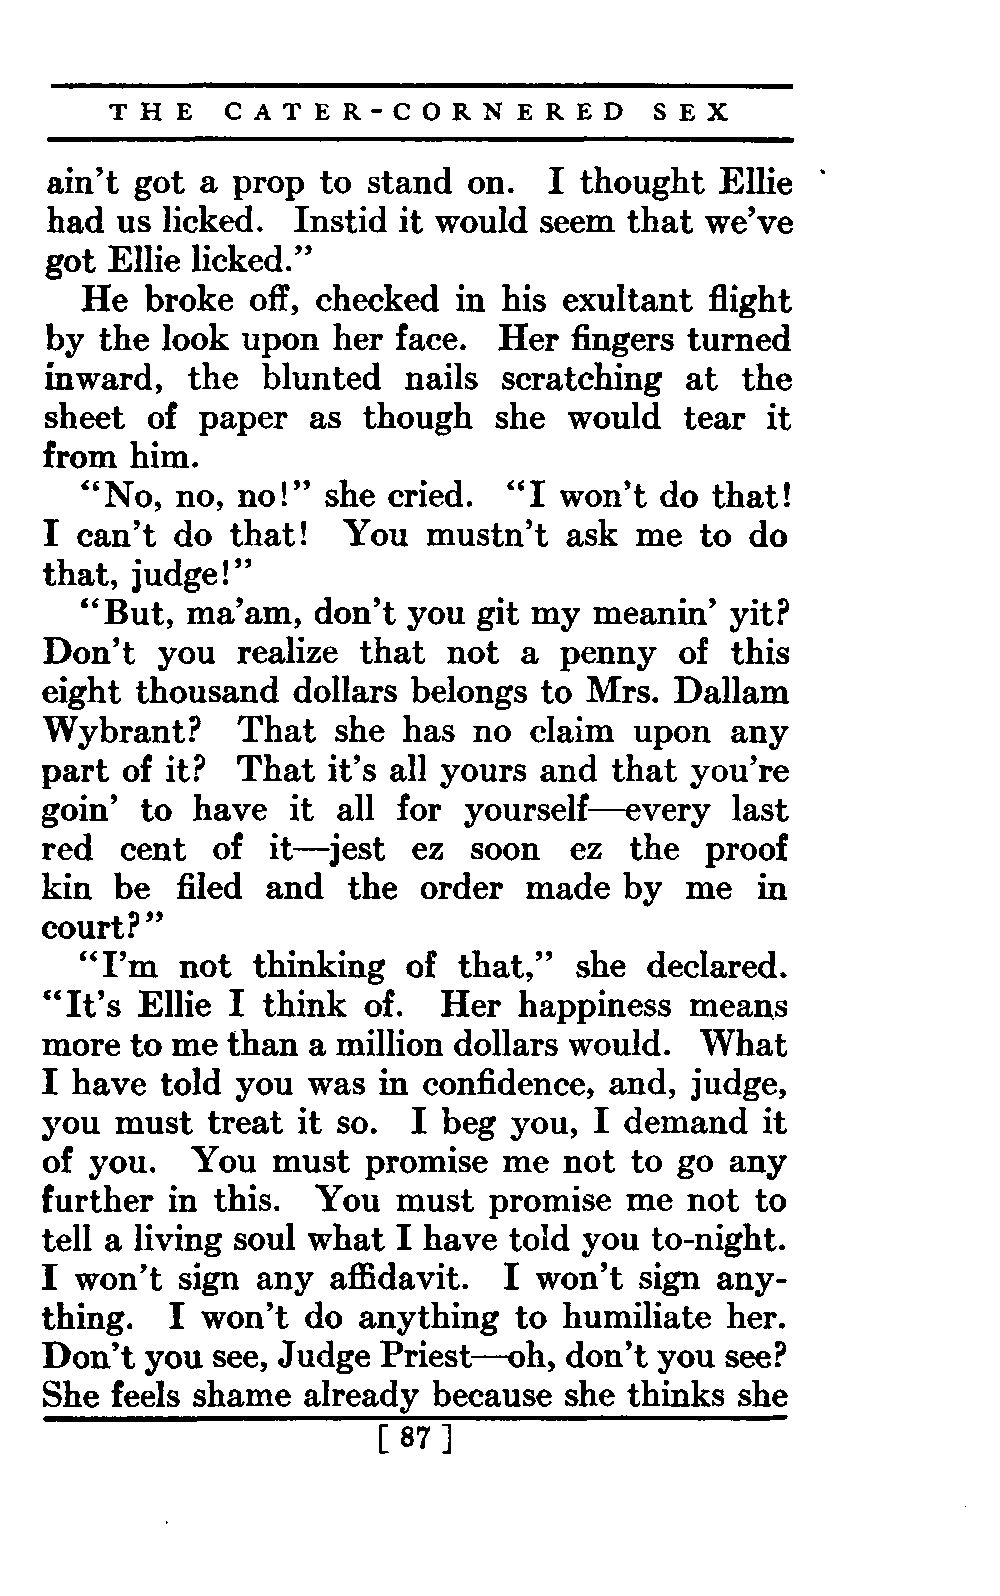 THE CATER-CORNERED SEX
ain't got a prop to stand on. I thought Ellie
had us licked. Instid it would seem that we've
got Ellie licked.”
He broke off, checked in his exultant flight
by the look upon her face. Her fingers turned
inward, the blunted nails scratching at the
sheet of paper as though she would tear it
from him.
“No, no, no!” she cried. “I won't do that!
I can't do that! You mustn't ask me to do
that, judge!”
“But, ma'am, don't you git my meanin' yit?
Don't you realize that not a penny of this
eight thousand dollars belongs to Mrs. Dallam
Wybrant? That she has no claim upon any
part of it? That it's all yours and that you're
goin' to have it all for yourself—every last
red cent of it—jest ez soon ez the proof
kin be filed and the order made by me in
court?”
“I'm not thinking of that,” she declared.
“It's Ellie I think of. Her happiness means
more to me than a million dollars would. What
I have told you was in confidence, and, judge,
you must treat it so. I beg you, I demand it
of you. You must promise me not to go any
further in this. You must promise me not to
tell a living soul what I have told you to-night.
I won't sign any affidavit. I won't sign any-
thing. I won't do anything to humiliate her.
Don't you see, Judge Priest—oh, don't you see?
She feels shame already because she thinks she
[ 87 ]